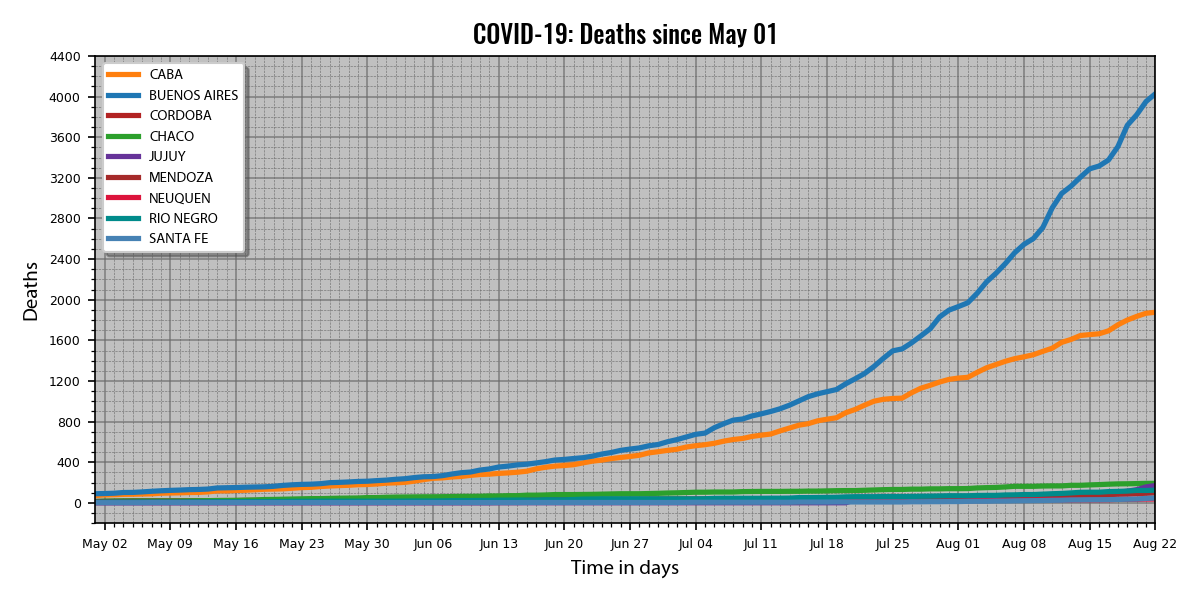 COVID-19: Deaths since May 01
4400
4000
3600
3200
2800
2400
2000
1600
1200
800
400
0
Deaths
CABA
BUENOS AIRES
CORDOBA
CHACO
JUJUY
MENDOZA
NEUQUEN
RIO NEGRO
SANTA FE
May 02 May 09 May 16 May 23 May 30 Jun 06 Jun 13 Jun 20 Jun 27 Jul 04 Jul 11 Jul 18 Jul 25 Aug 01 Aug 08 Aug 15 Aug 22
Time in days